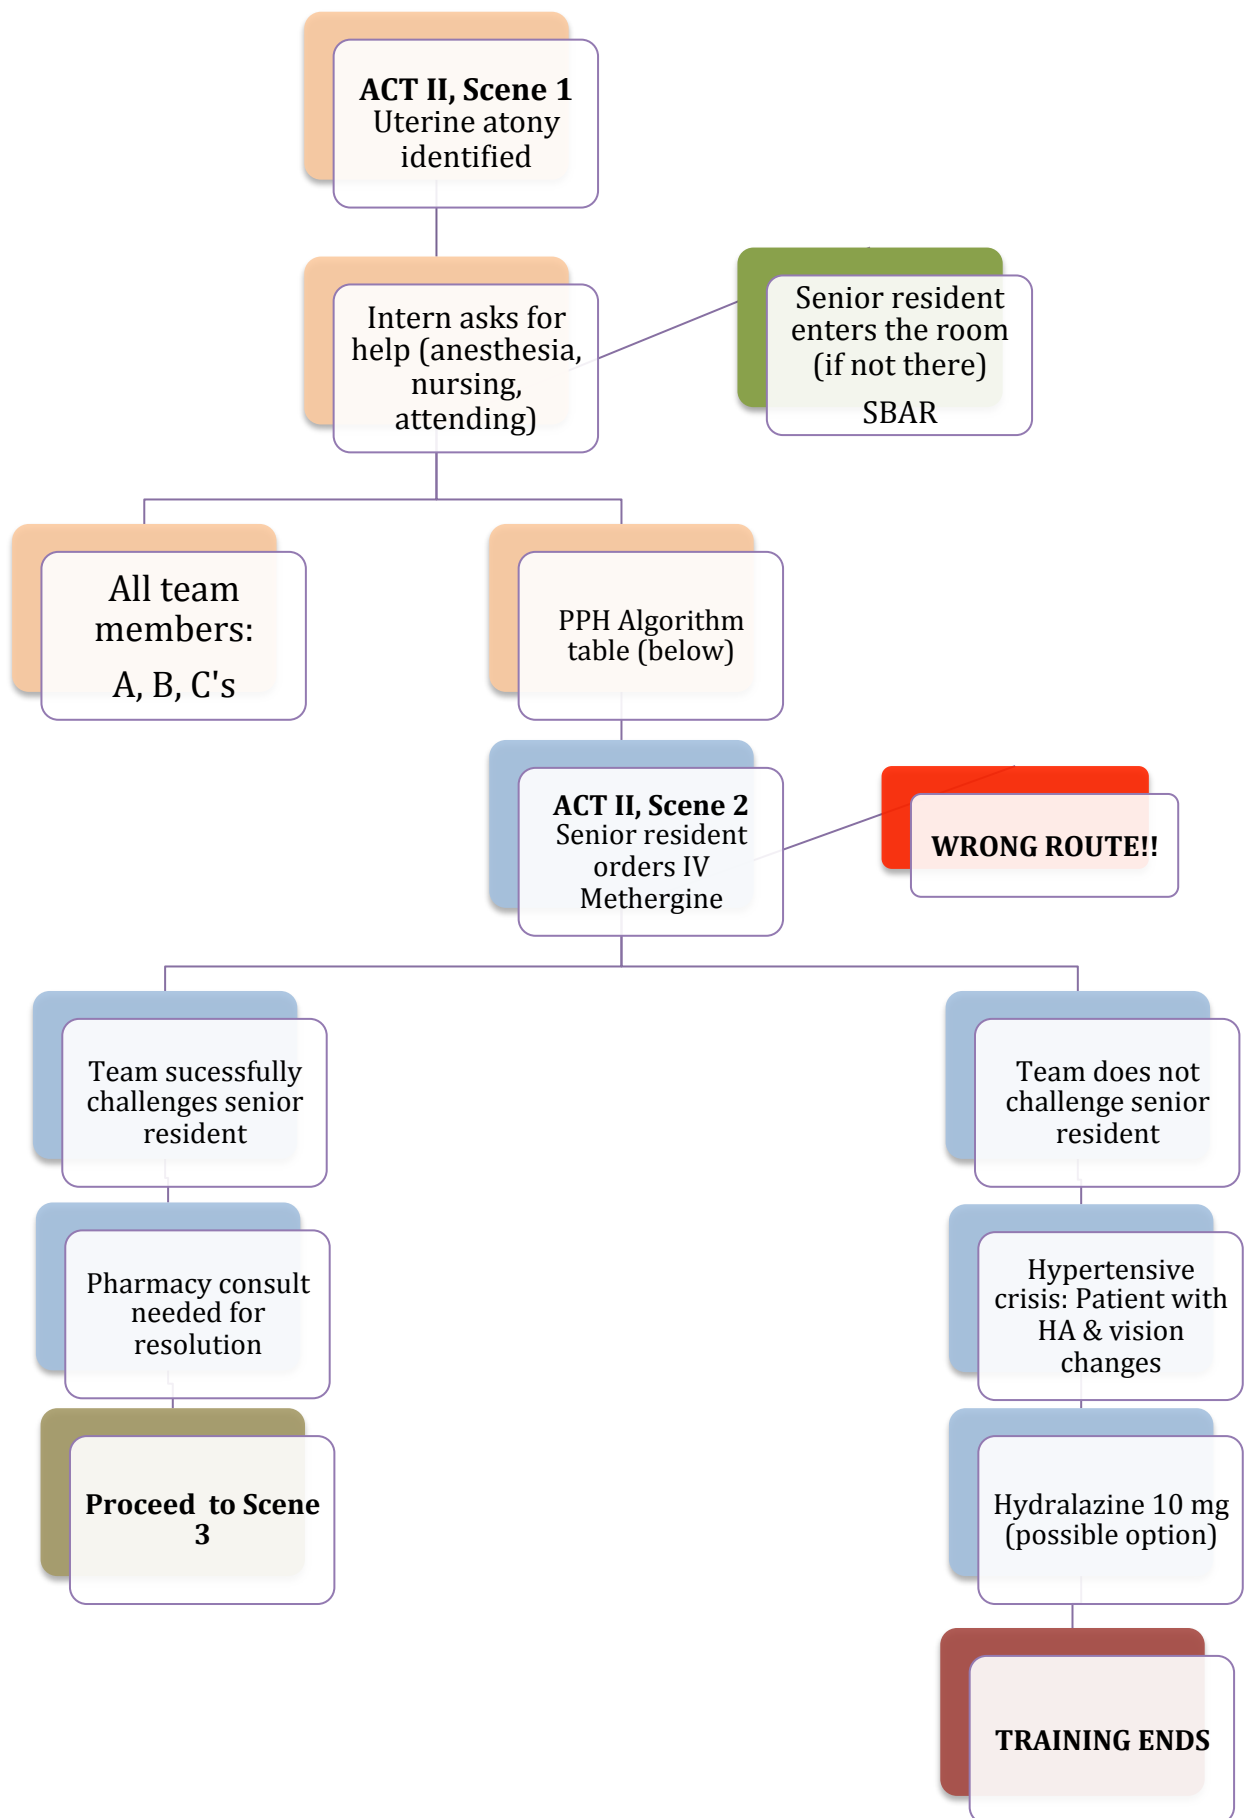 ACT II, Scene 1
Uterine atony
identified
Intern asks for
help (anesthesia,
nursing,
attending)
Senior resident
enters the room
(if not there)
SBAR
All team
members:
A, B, C's
PPH Algorithm
table (below)
ACT II, Scene 2
Senior resident
orders IV
Methergine
WRONG ROUTE!!
Team sucessfully
challenges senior
resident
Team does not
challenge senior
resident
Pharmacy consult
needed for
resolution
Hypertensive
crisis: Patient with
HA & vision
changes
Proceed to Scene
3
Hydralazine 10 mg
(possible option)
TRAINING ENDS